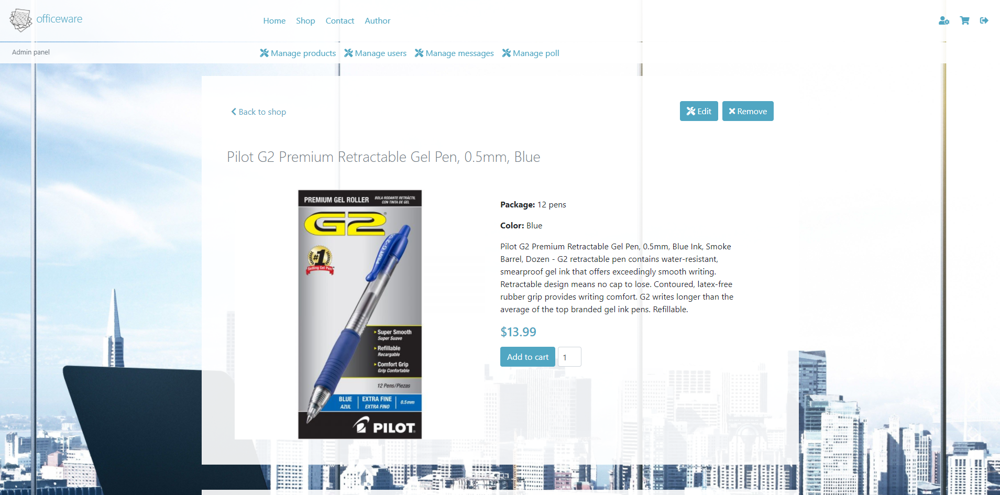 officeware
Home Shop Contact Author
Admin panel
Manage products Manage users Manage messages Manage poll
Back to shop
Edit Remove
Pilot G2 Premium Retractable Gel Pen, 0.5mm, Blue
PREMIUM GEL ROLLER
BOLA RODANTE RETRÁCTIL
CON TINTA DE GEL
G2
PILOT G-2
#1
Selling Gel Pen
Super Smooth
Super Suave
Refillable
Recargable
Comfort Grip
Grip Confortable
12 Pens/Piezas
BLUE EXTRA FINE 0.5mm
AZUL EXTRA FINO
PILOT
Package: 12 pens
Color: Blue
Pilot G2 Premium Retractable Gel Pen, 0.5mm, Blue Ink, Smoke
Barrel, Dozen - G2 retractable pen contains water-resistant,
smearproof gel ink that offers exceedingly smooth writing.
Retractable design means no cap to lose. Contoured, latex-free
rubber grip provides writing comfort. G2 writes longer than the
average of the top branded gel ink pens. Refillable.
$13.99
Add to cart 1